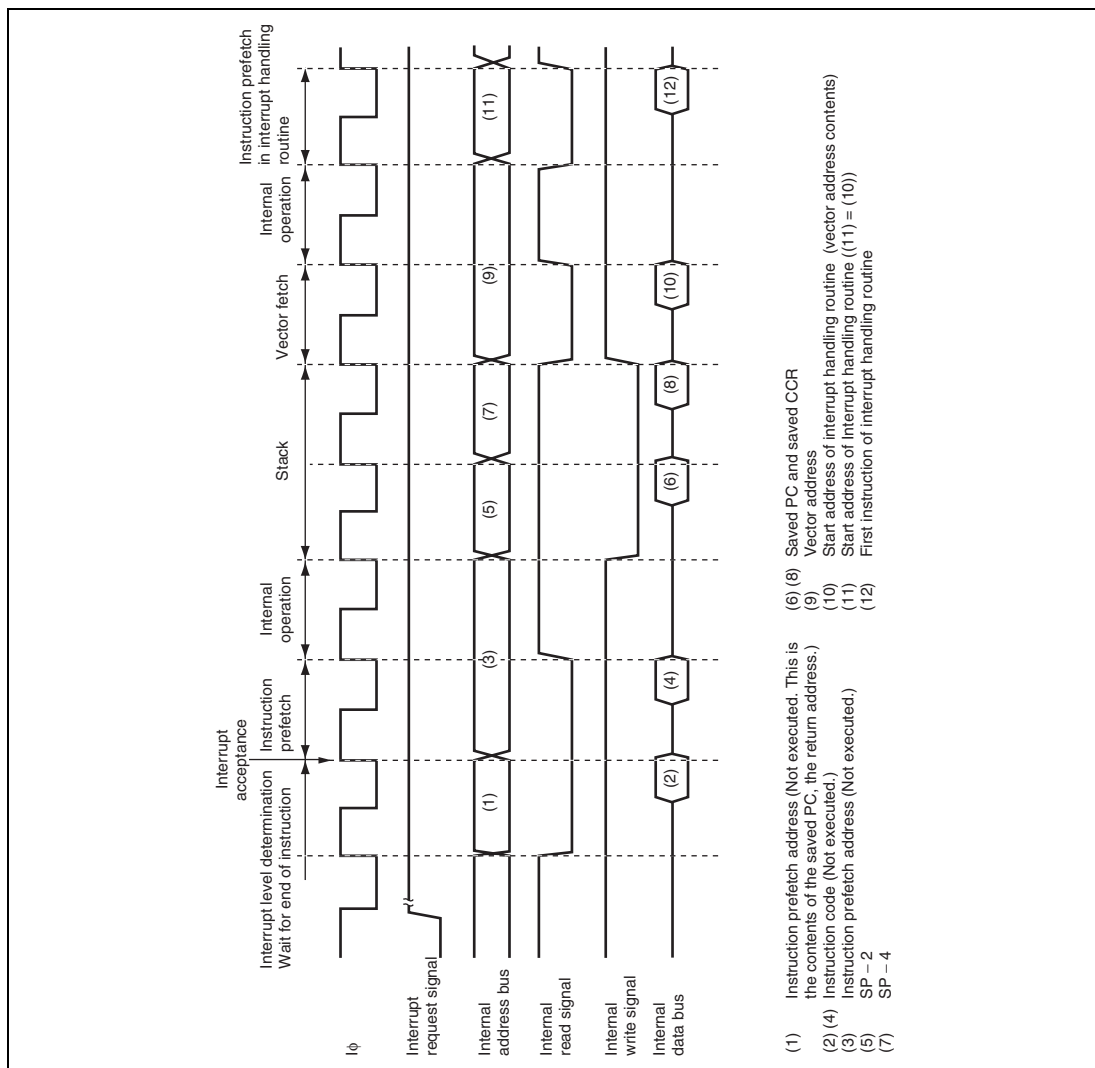 Interrupt level determination
Wait for end of instruction
Interrupt
acceptance
Instruction
prefetch
Internal
operation
Stack
Vector fetch
Internal
operation
Instruction prefetch
in interrupt handling
routine
Iφ
Interrupt
request signal
Internal
address bus
(1)
(3)
(5)
(7)
(9)
(11)
Internal
read signal
Internal
write signal
Internal
data bus
(2)
(4)
(6)
(8)
(10)
(12)
(1) Instruction prefetch address (Not executed. This is
the contents of the saved PC, the return address.)
(2) (4) Instruction code (Not executed.)
(3) Instruction prefetch address (Not executed.)
(5) SP – 2
(7) SP – 4
(6) (8) Saved PC and saved CCR
(9) Vector address
(10) Start address of interrupt handling routine (vector address contents)
(11) Start address of Interrupt handling routine ((11) = (10))
(12) First instruction of interrupt handling routine